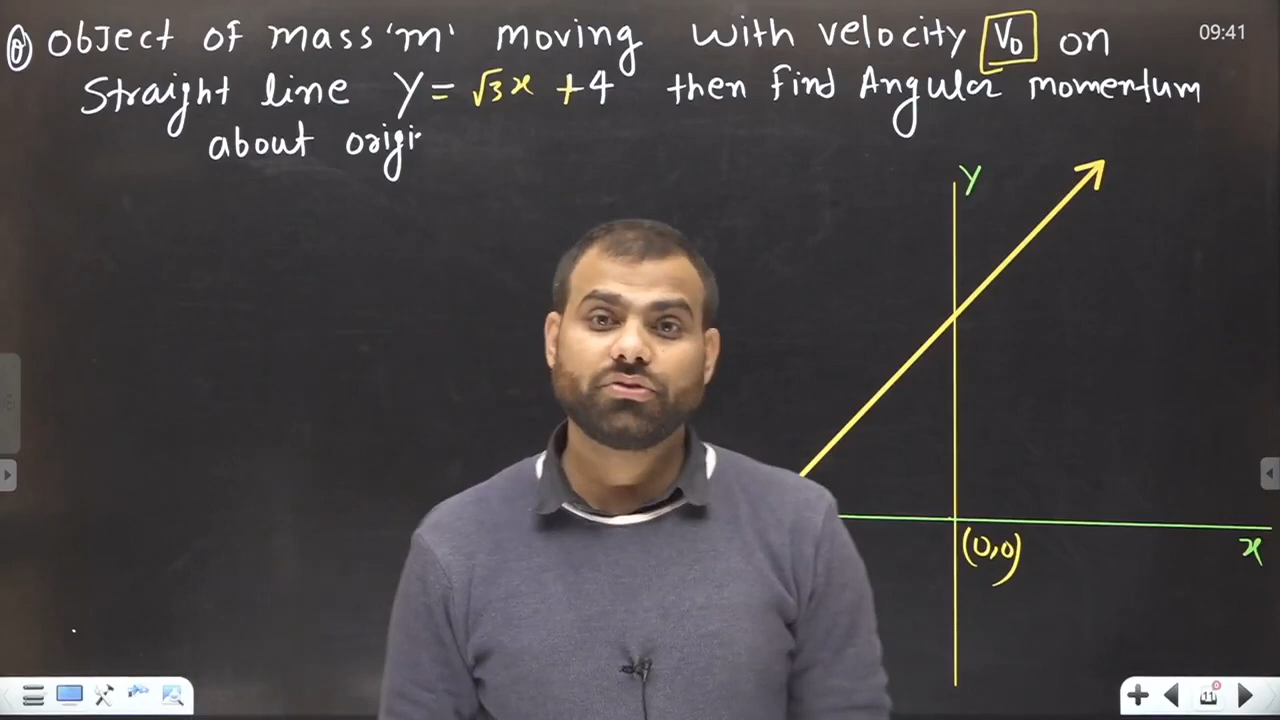 Q Object of mass 'm' moving with velocity V0 on
Straight line Y = √3x + 4 then find Angular momentum
about origi
09:41
Y
(0,0)
x
11